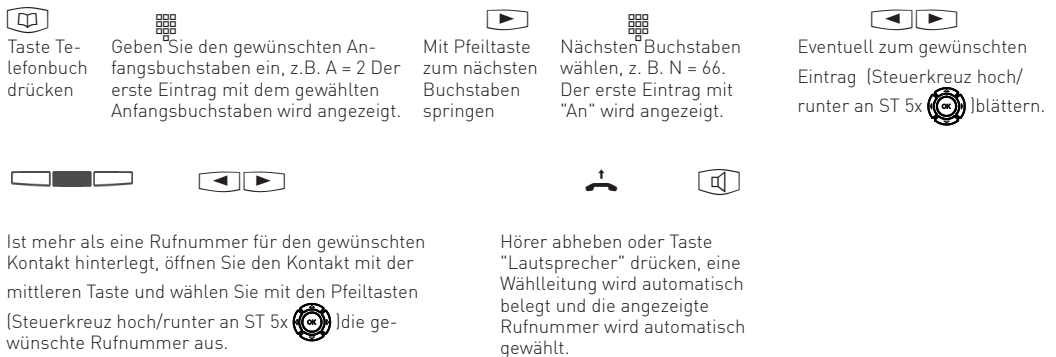 Taste Te-
lefonbuch
drücken
Geben Sie den gewünschten An-
fangsbuchstaben ein, z.B. A = 2 Der
erste Eintrag mit dem gewählten
Anfangsbuchstaben wird angezeigt.
Mit Pfeiltaste
zum nächsten
Buchstaben
springen
Nächsten Buchstaben
wählen, z. B. N = 66.
Der erste Eintrag mit
"An" wird angezeigt.
Eventuell zum gewünschten
Eintrag (Steuerkreuz hoch/
runter an ST 5x OK )blättern.
Ist mehr als eine Rufnummer für den gewünschten
Kontakt hinterlegt, öffnen Sie den Kontakt mit der
mittleren Taste und wählen Sie mit den Pfeiltasten
(Steuerkreuz hoch/runter an ST 5x OK )die ge-
wünschte Rufnummer aus.
Hörer abheben oder Taste
"Lautsprecher" drücken, eine
Wählleitung wird automatisch
belegt und die angezeigte
Rufnummer wird automatisch
gewählt.